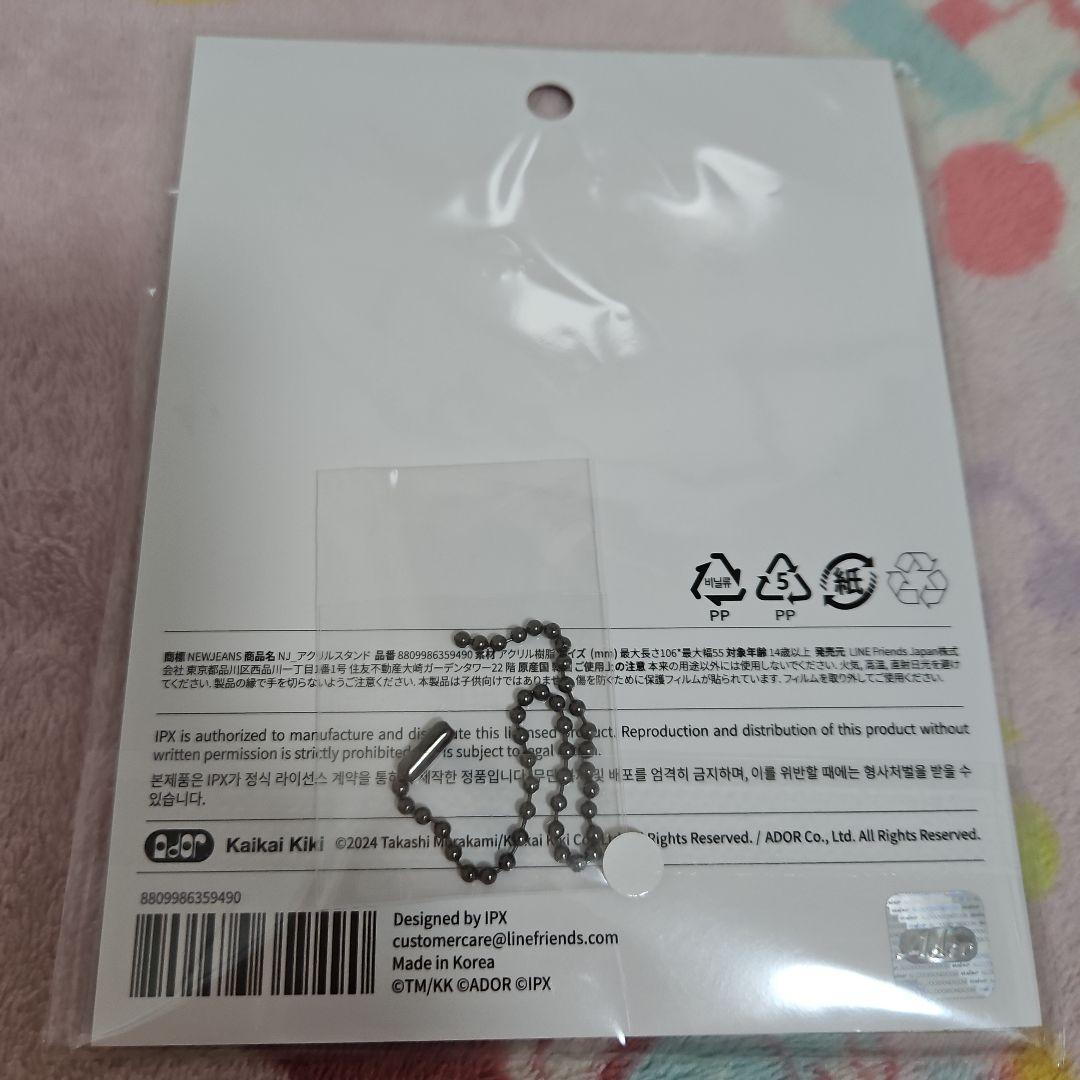 비닐류
5
紙
PP
PP
商標 NEWJEANS 商品名 NJ_アクリルスタンド 品番 8809986359490 素材 アクリル樹脂 サイズ (mm) 最大長さ106*最大幅55 対象年齢 14歳以上 発売元 LINE Friends Japan株式
会社 東京都品川区西品川一丁目1番1号 住友不動産大崎ガーデンタワー22 階 原産国 ご使用上の注意 本来の用途以外には使用しないでください. 火気, 高温, 直射日光を避け
てください. 製品の縁で手を切らないようご注意ください. 本製品は子供向けではありません. 傷を防ぐために保護フィルムが貼られています. フィルムを取り外してご使用ください.
IPX is authorized to manufacture and distribute this licensed product. Reproduction and distribution of this product without
written permission is strictly prohibited is subject to legal
본제품은 IPX가 정식 라이선스 계약을 통해 제작한 정품입니다. 무단 및 배포를 엄격히 금지하며, 이를 위반할 때에는 형사처벌을 받을 수
있습니다.
ador Kaikai Kiki ©2024 Takashi Murakami/Kaikai Kiki Co. Rights Reserved. / ADOR Co., Ltd. All Rights Reserved.
8809986359490
Designed by IPX
customercare@linefriends.com
Made in Korea
©TM/KK ©ADOR ©IPX